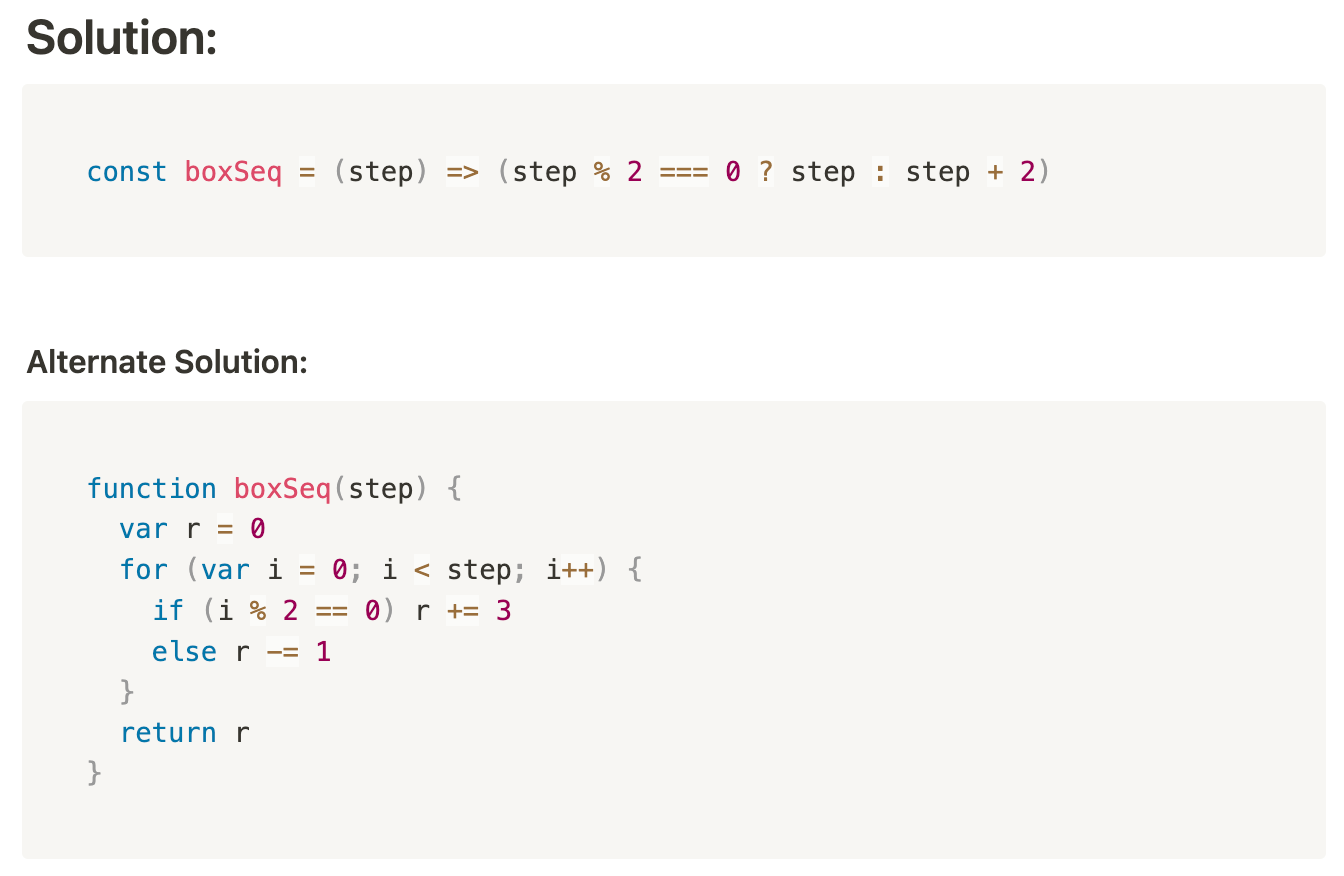 Solution:
const boxSeq = (step) => (step % 2 === 0 ? step : step + 2)
Alternate Solution:
function boxSeq(step) {
  var r = 0
  for (var i = 0; i < step; i++) {
    if (i % 2 == 0) r += 3
    else r -= 1
  }
  return r
}